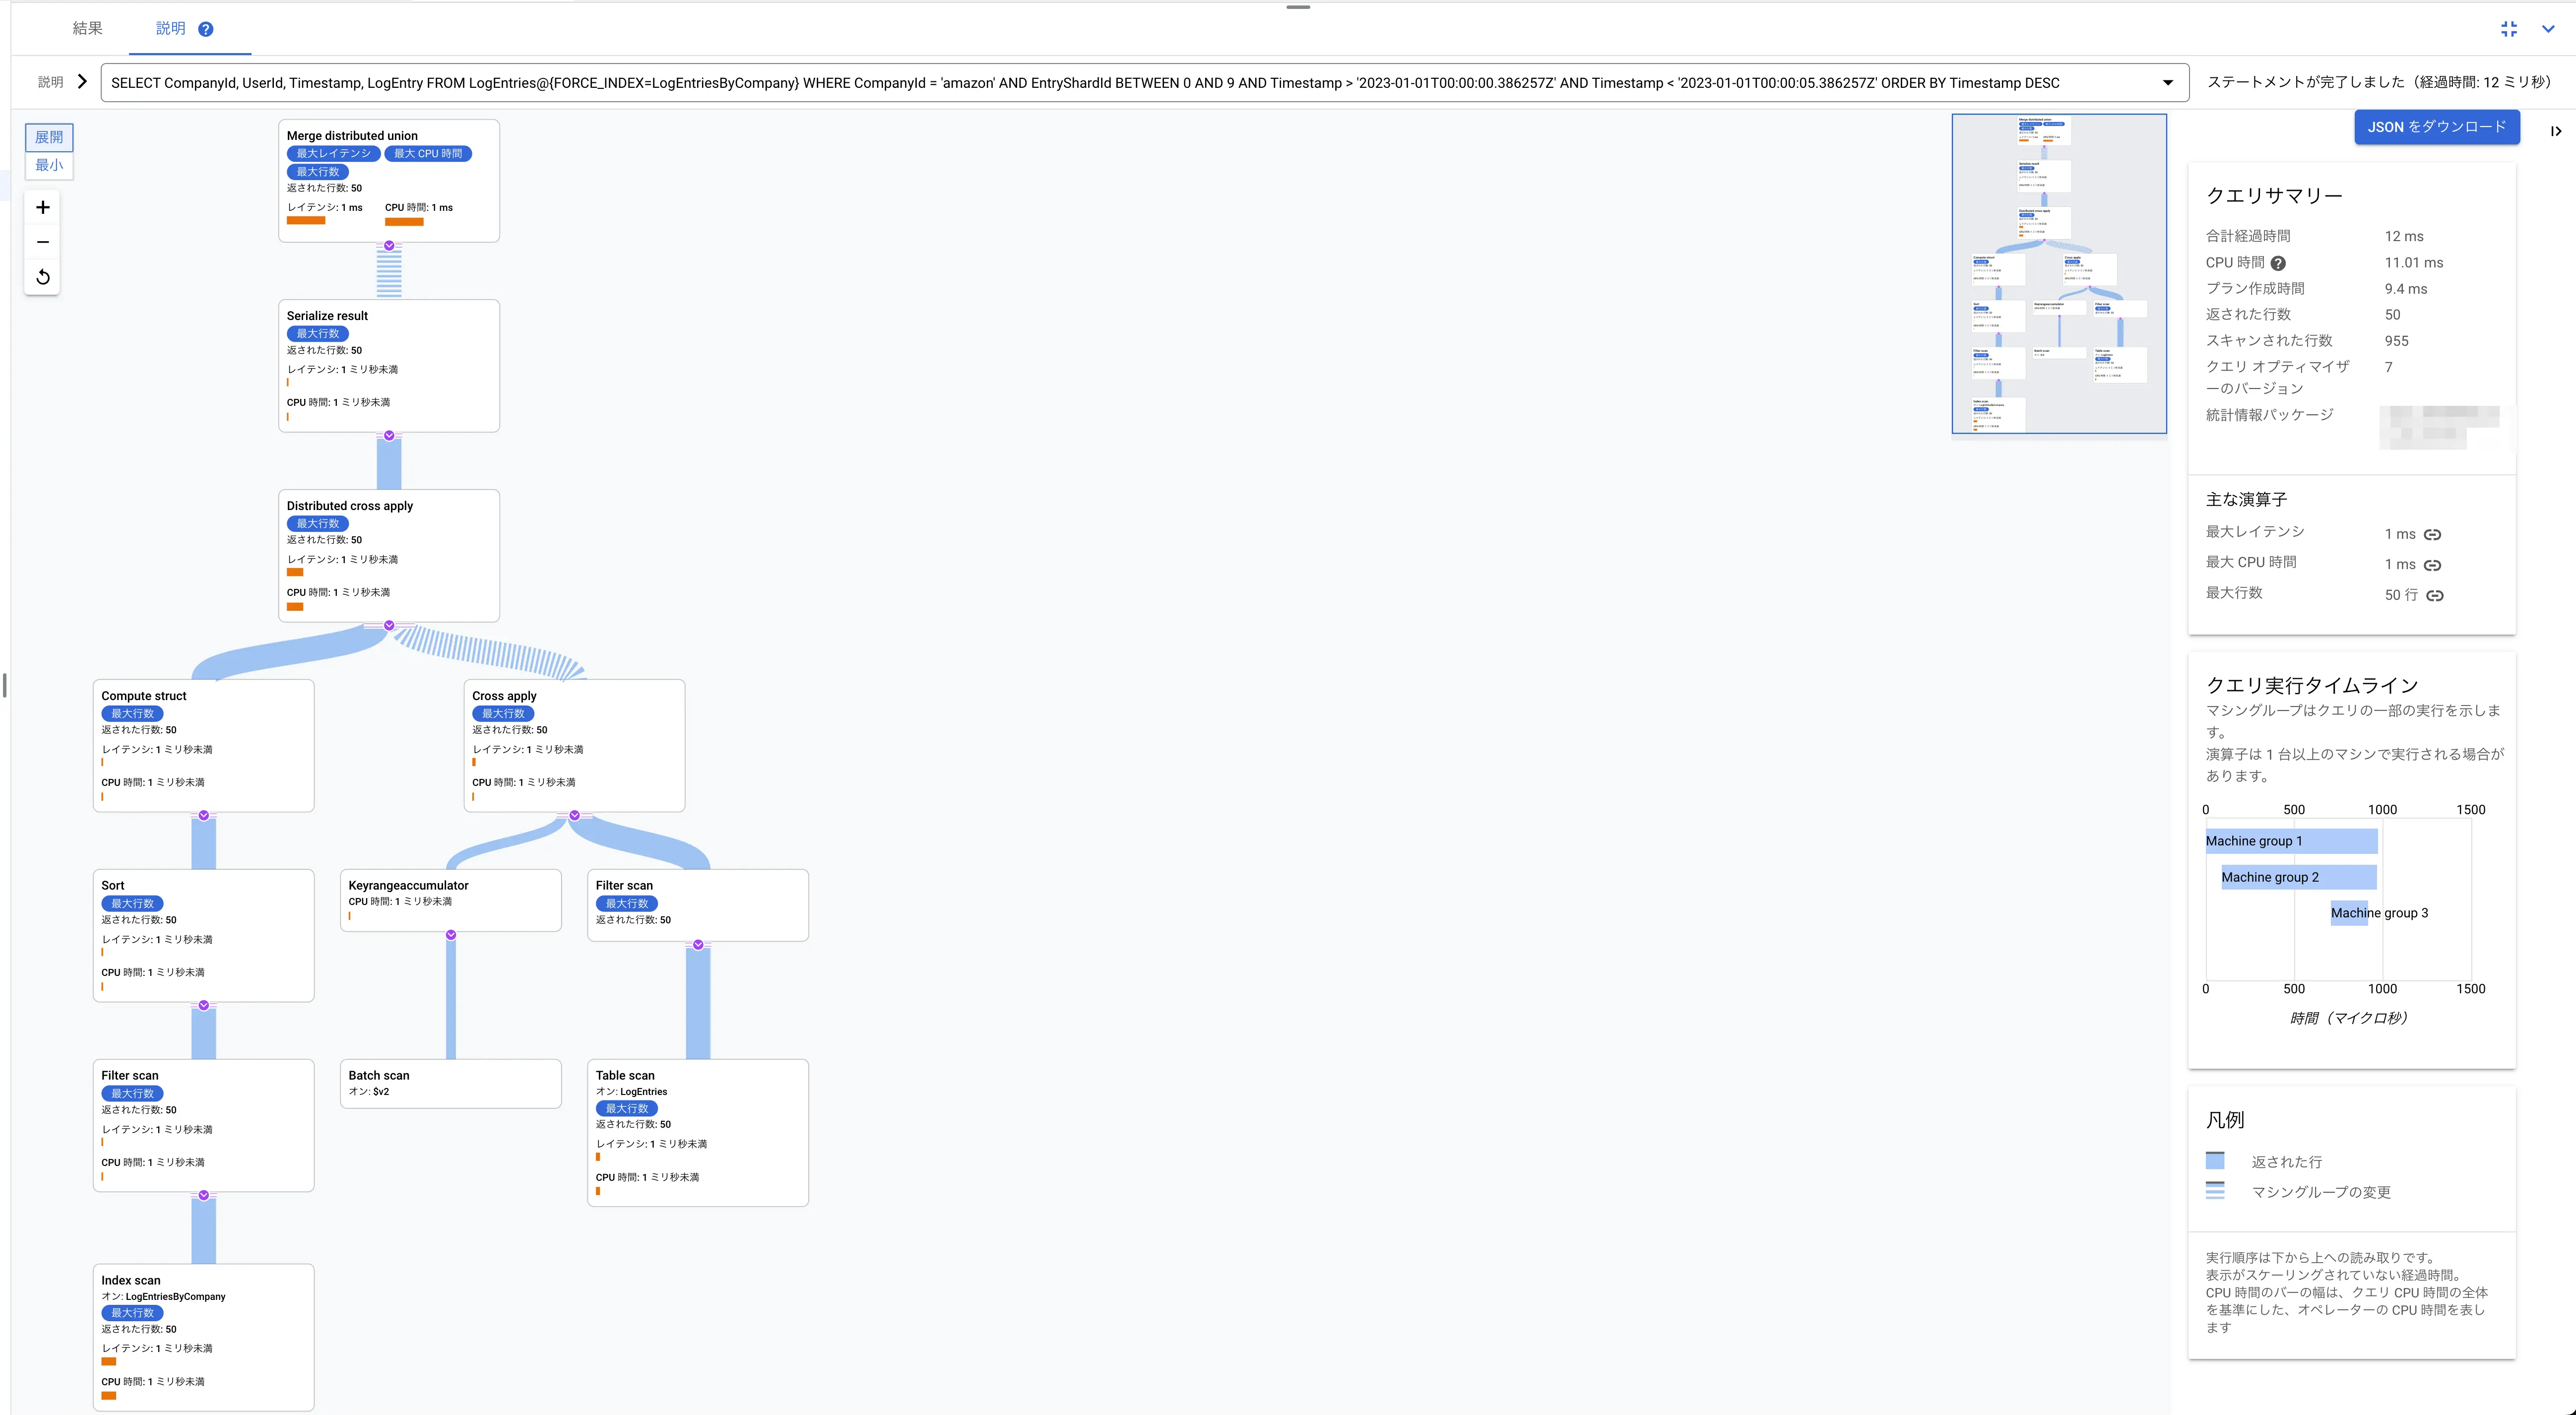 結果
説明
説明
SELECT CompanyId, UserId, Timestamp, LogEntry FROM LogEntries@{FORCE_INDEX=LogEntriesByCompany} WHERE CompanyId = 'amazon' AND EntryShardId BETWEEN 0 AND 9 AND Timestamp > '2023-01-01T00:00:00.386257Z' AND Timestamp < '2023-01-01T00:00:05.386257Z' ORDER BY Timestamp DESC
ステートメントが完了しました（経過時間: 12 ミリ秒）
展開
最小
Merge distributed union
最大レイテンシ 最大 CPU 時間
最大行数
返された行数: 50
レイテンシ: 1 ms CPU 時間: 1 ms
Serialize result
最大行数
返された行数: 50
レイテンシ: 1 ミリ秒未満
CPU 時間: 1 ミリ秒未満
Distributed cross apply
最大行数
返された行数: 50
レイテンシ: 1 ミリ秒未満
CPU 時間: 1 ミリ秒未満
Compute struct
最大行数
返された行数: 50
レイテンシ: 1 ミリ秒未満
CPU 時間: 1 ミリ秒未満
Cross apply
最大行数
返された行数: 50
レイテンシ: 1 ミリ秒未満
CPU 時間: 1 ミリ秒未満
Sort
最大行数
返された行数: 50
レイテンシ: 1 ミリ秒未満
CPU 時間: 1 ミリ秒未満
Keyrangeaccumulator
CPU 時間: 1 ミリ秒未満
Filter scan
最大行数
返された行数: 50
Filter scan
最大行数
返された行数: 50
レイテンシ: 1 ミリ秒未満
CPU 時間: 1 ミリ秒未満
Batch scan
オン: $v2
Table scan
オン: LogEntries
最大行数
返された行数: 50
レイテンシ: 1 ミリ秒未満
CPU 時間: 1 ミリ秒未満
Index scan
オン: LogEntriesByCompany
最大行数
返された行数: 50
レイテンシ: 1 ミリ秒未満
CPU 時間: 1 ミリ秒未満
JSON をダウンロード
クエリサマリー
合計経過時間 12 ms
CPU 時間 11.01 ms
プラン作成時間 9.4 ms
返された行数 50
スキャンされた行数 955
クエリ オプティマイザ 7
ーのバージョン
統計情報パッケージ
主な演算子
最大レイテンシ 1 ms
最大 CPU 時間 1 ms
最大行数 50 行
クエリ実行タイムライン
マシングループはクエリの一部の実行を示しま
す。
演算子は 1 台以上のマシンで実行される場合が
あります。
0 500 1000 1500
Machine group 1
Machine group 2
Machine group 3
0 500 1000 1500
時間（マイクロ秒）
凡例
返された行
マシングループの変更
実行順序は下から上への読み取りです。
表示がスケーリングされていない経過時間。
CPU 時間のバーの幅は、クエリ CPU 時間の全体
を基準にした、オペレーターの CPU 時間を表し
ます